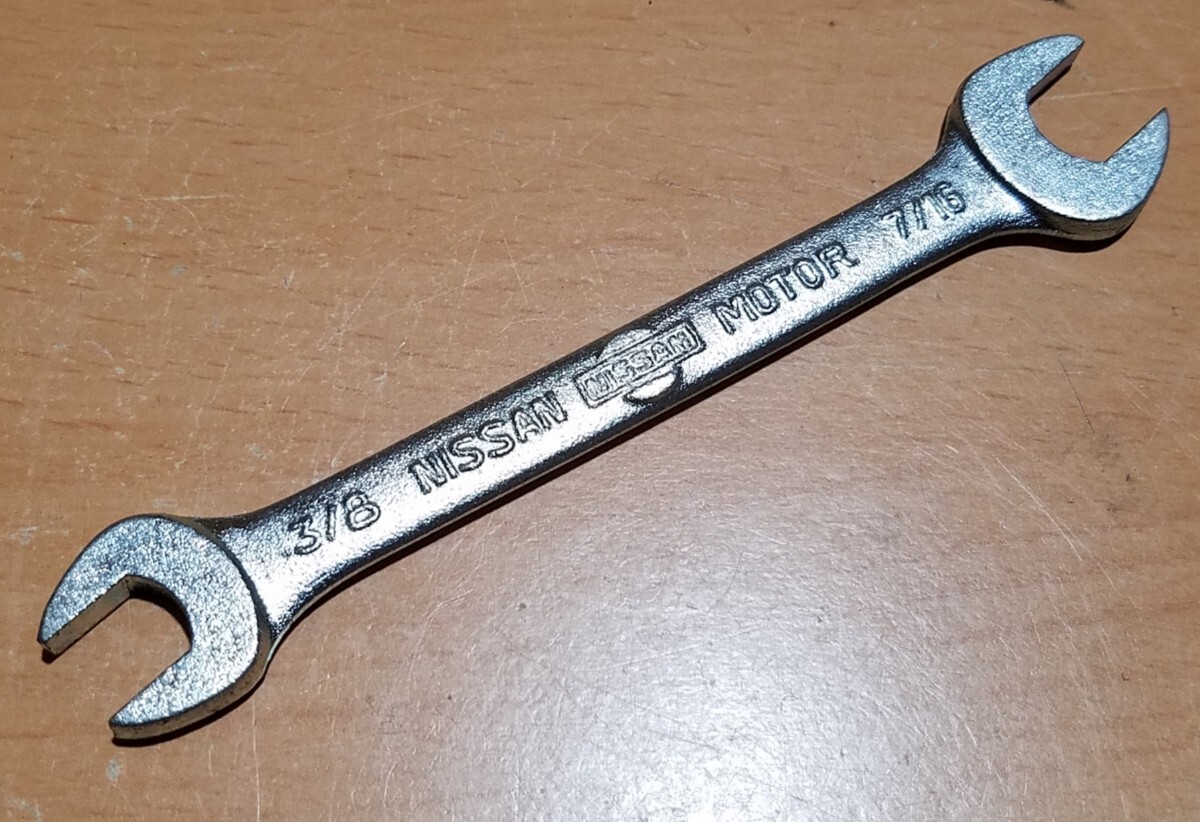 3/8 NISSAN NISSAN MOTOR 7/16